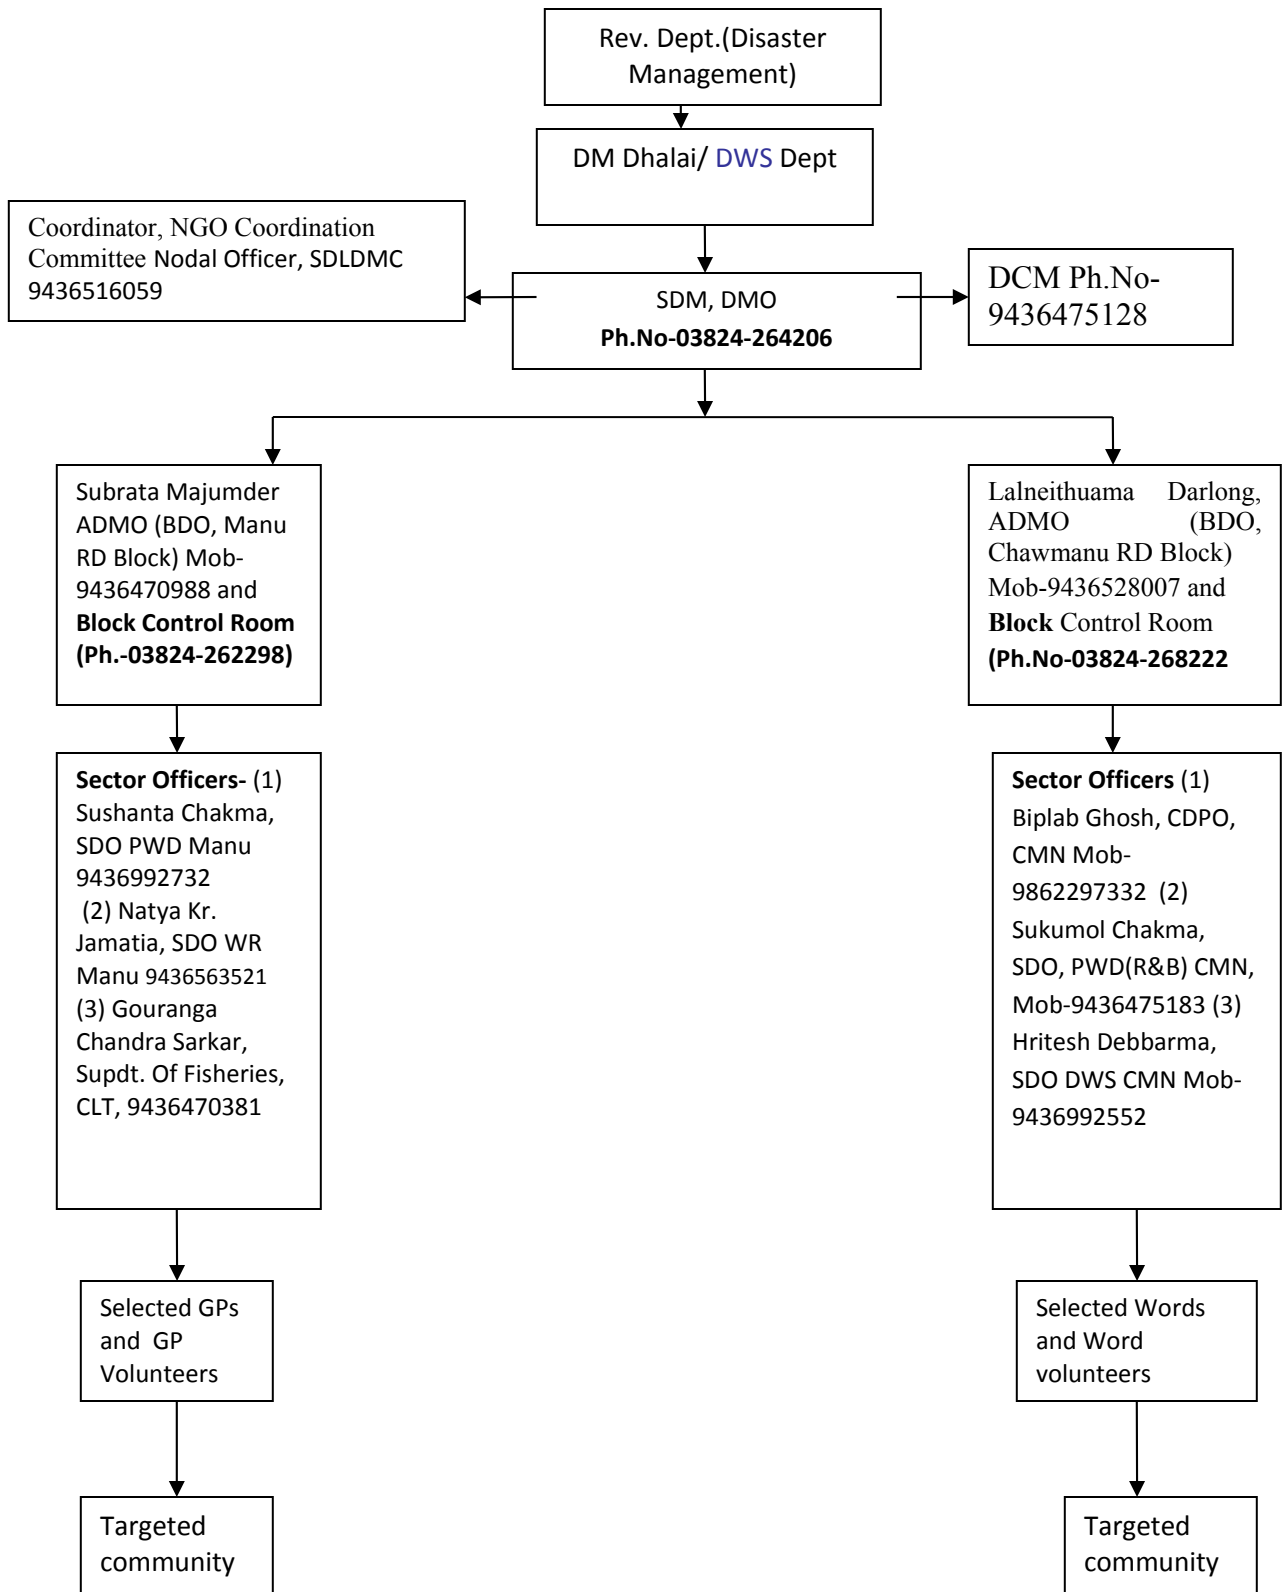 Rev. Dept.(Disaster
Management)
DM Dhalai/ DWS Dept
Coordinator, NGO Coordination
Committee Nodal Officer, SDLDMC
9436516059
SDM, DMO
Ph.No-03824-264206
DCM Ph.No-
9436475128
Subrata Majumder
ADMO (BDO, Manu
RD Block) Mob-
9436470988 and
Block Control Room
(Ph.-03824-262298)
Lalneithuama Darlong,
ADMO (BDO,
Chawmanu RD Block)
Mob-9436528007 and
Block Control Room
(Ph.No-03824-268222
Sector Officers- (1)
Sushanta Chakma,
SDO PWD Manu
9436992732
(2) Natya Kr.
Jamatia, SDO WR
Manu 9436563521
(3) Gouranga
Chandra Sarkar,
Supdt. Of Fisheries,
CLT, 9436470381
Sector Officers (1)
Biplab Ghosh, CDPO,
CMN Mob-
9862297332 (2)
Sukumol Chakma,
SDO, PWD(R&B) CMN,
Mob-9436475183 (3)
Hritesh Debbarma,
SDO DWS CMN Mob-
9436992552
Selected GPs
and GP
Volunteers
Selected Words
and Word
volunteers
Targeted
community
Targeted
community